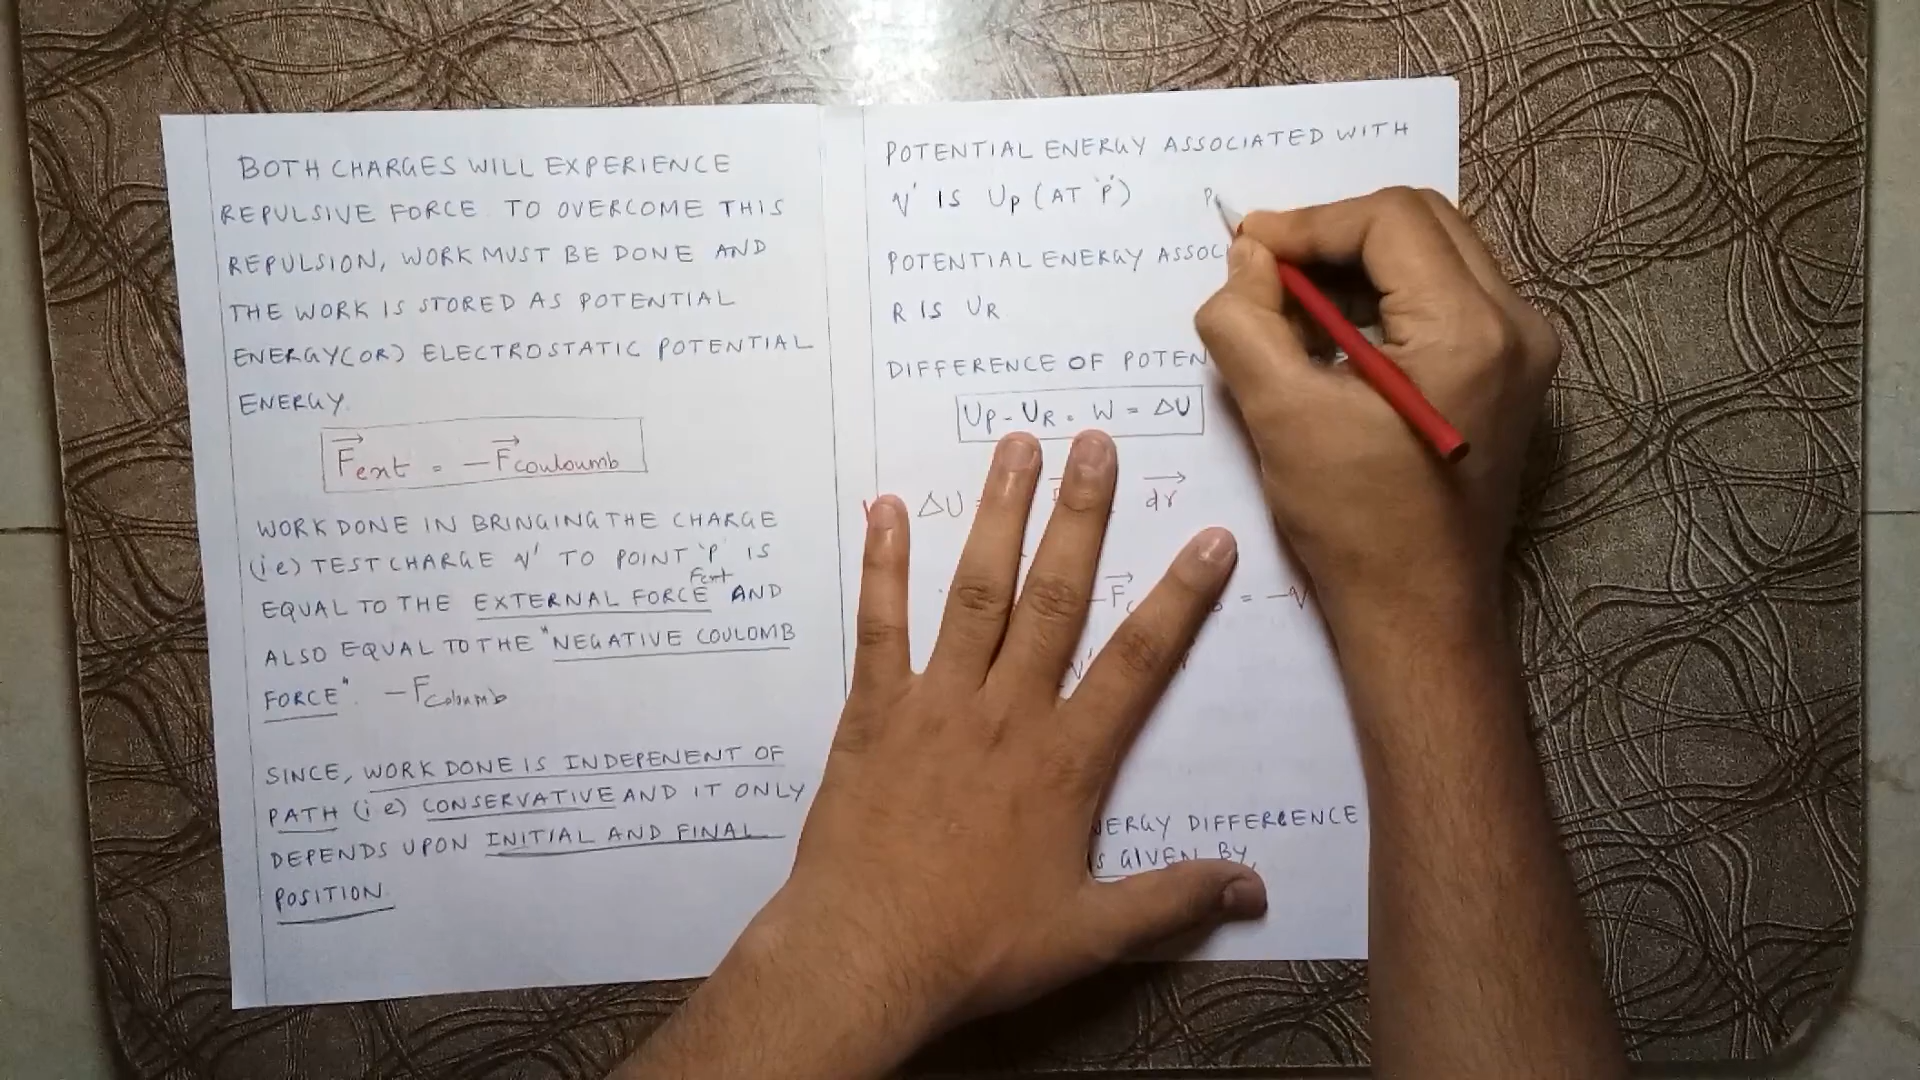 BOTH CHARGES WILL EXPERIENCE
REPULSIVE FORCE TO OVERCOME THIS
REPULSION, WORK MUST BE DONE AND
THE WORK IS STORED AS POTENTIAL
ENERGY(OR) ELECTROSTATIC POTENTIAL
ENERGY.
Fext = -Fcouloumb
WORK DONE IN BRINGING THE CHARGE
(i.e) TEST CHARGE q' TO POINT 'P' IS
Fext
EQUAL TO THE EXTERNAL FORCE AND
ALSO EQUAL TO THE "NEGATIVE COULOMB
FORCE". -Fcolumb
SINCE, WORK DONE IS INDEPENENT OF
PATH (i e) CONSERVATIVE AND IT ONLY
DEPENDS UPON INITIAL AND FINAL
POSITION.
POTENTIAL ENERGY ASSOCIATED WITH
q' IS UP (AT 'P')
POTENTIAL ENERGY
R IS UR
DIFFERENCE OF
UP - UR = W = ΔU
ΔU = dr
= -q'
DIFFERENCE
IS GIVEN BY,